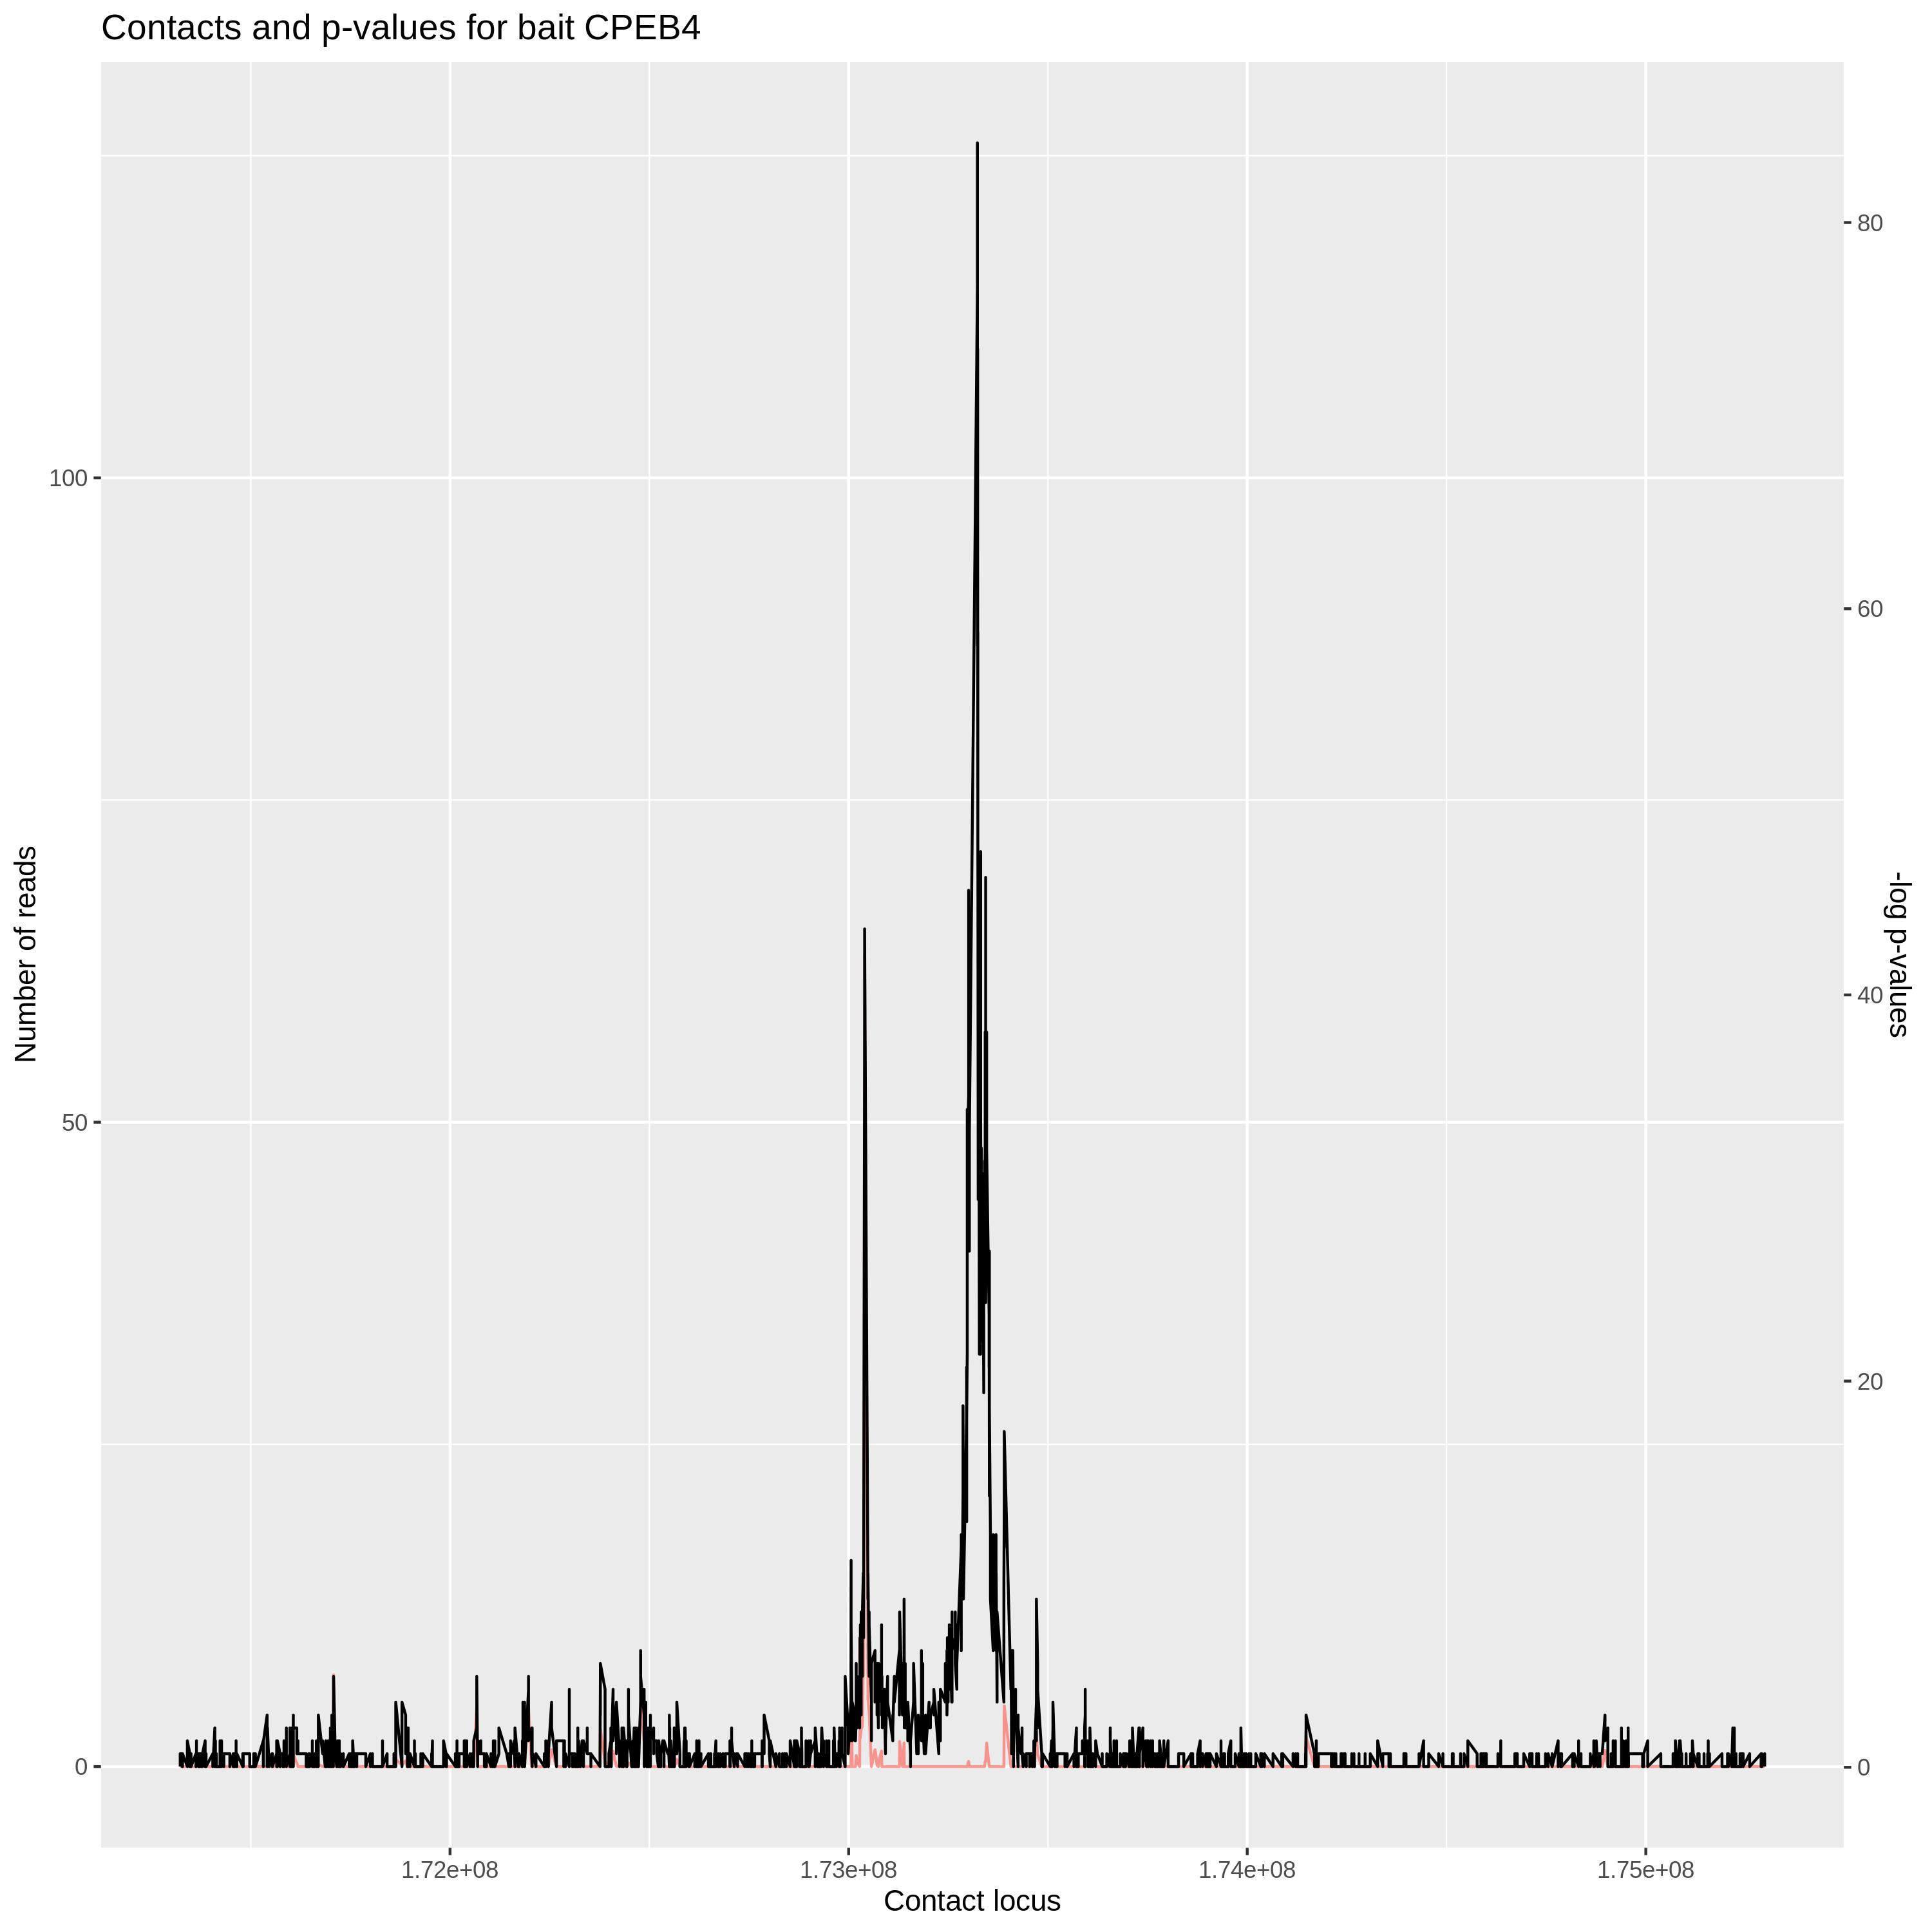 Contacts and p-values for bait CPEB4
Number of reads
100
50
0
80
60
40
20
0
-log p-values
1.72e+08
1.73e+08
1.74e+08
1.75e+08
Contact locus